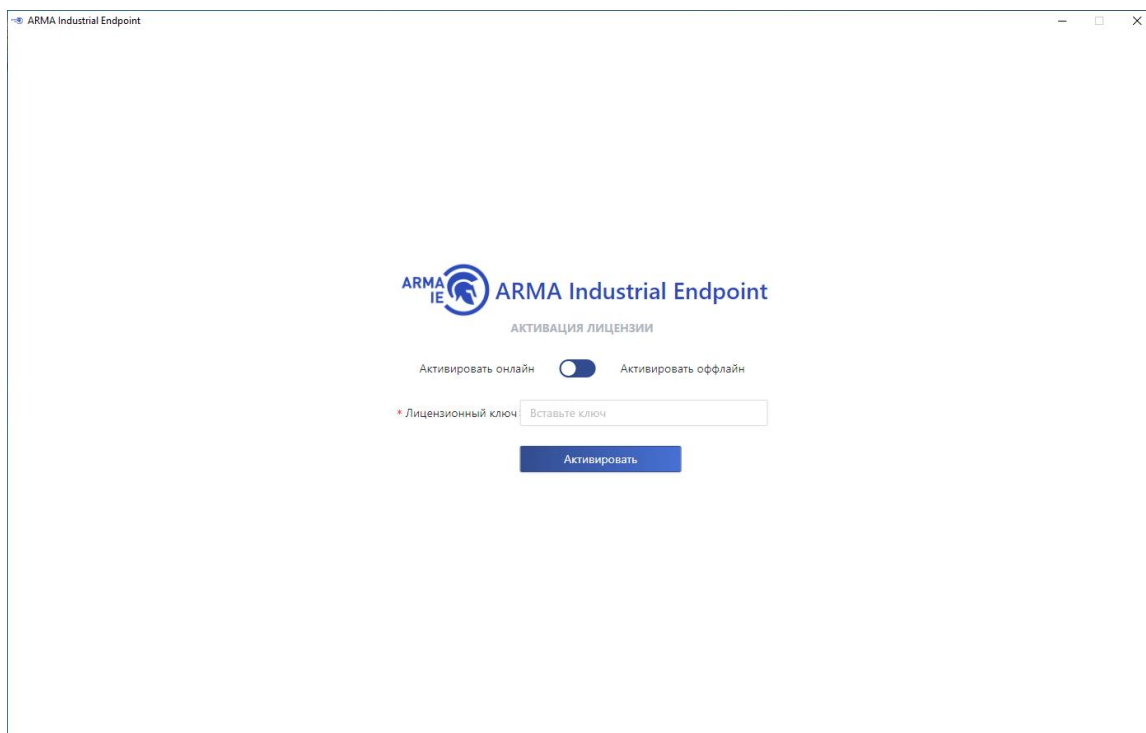 ARMA Industrial Endpoint
ARMA
IE
ARMA Industrial Endpoint
АКТИВАЦИЯ ЛИЦЕНЗИИ
Активировать онлайн Активировать оффлайн
* Лицензионный ключ Вставьте ключ
Активировать